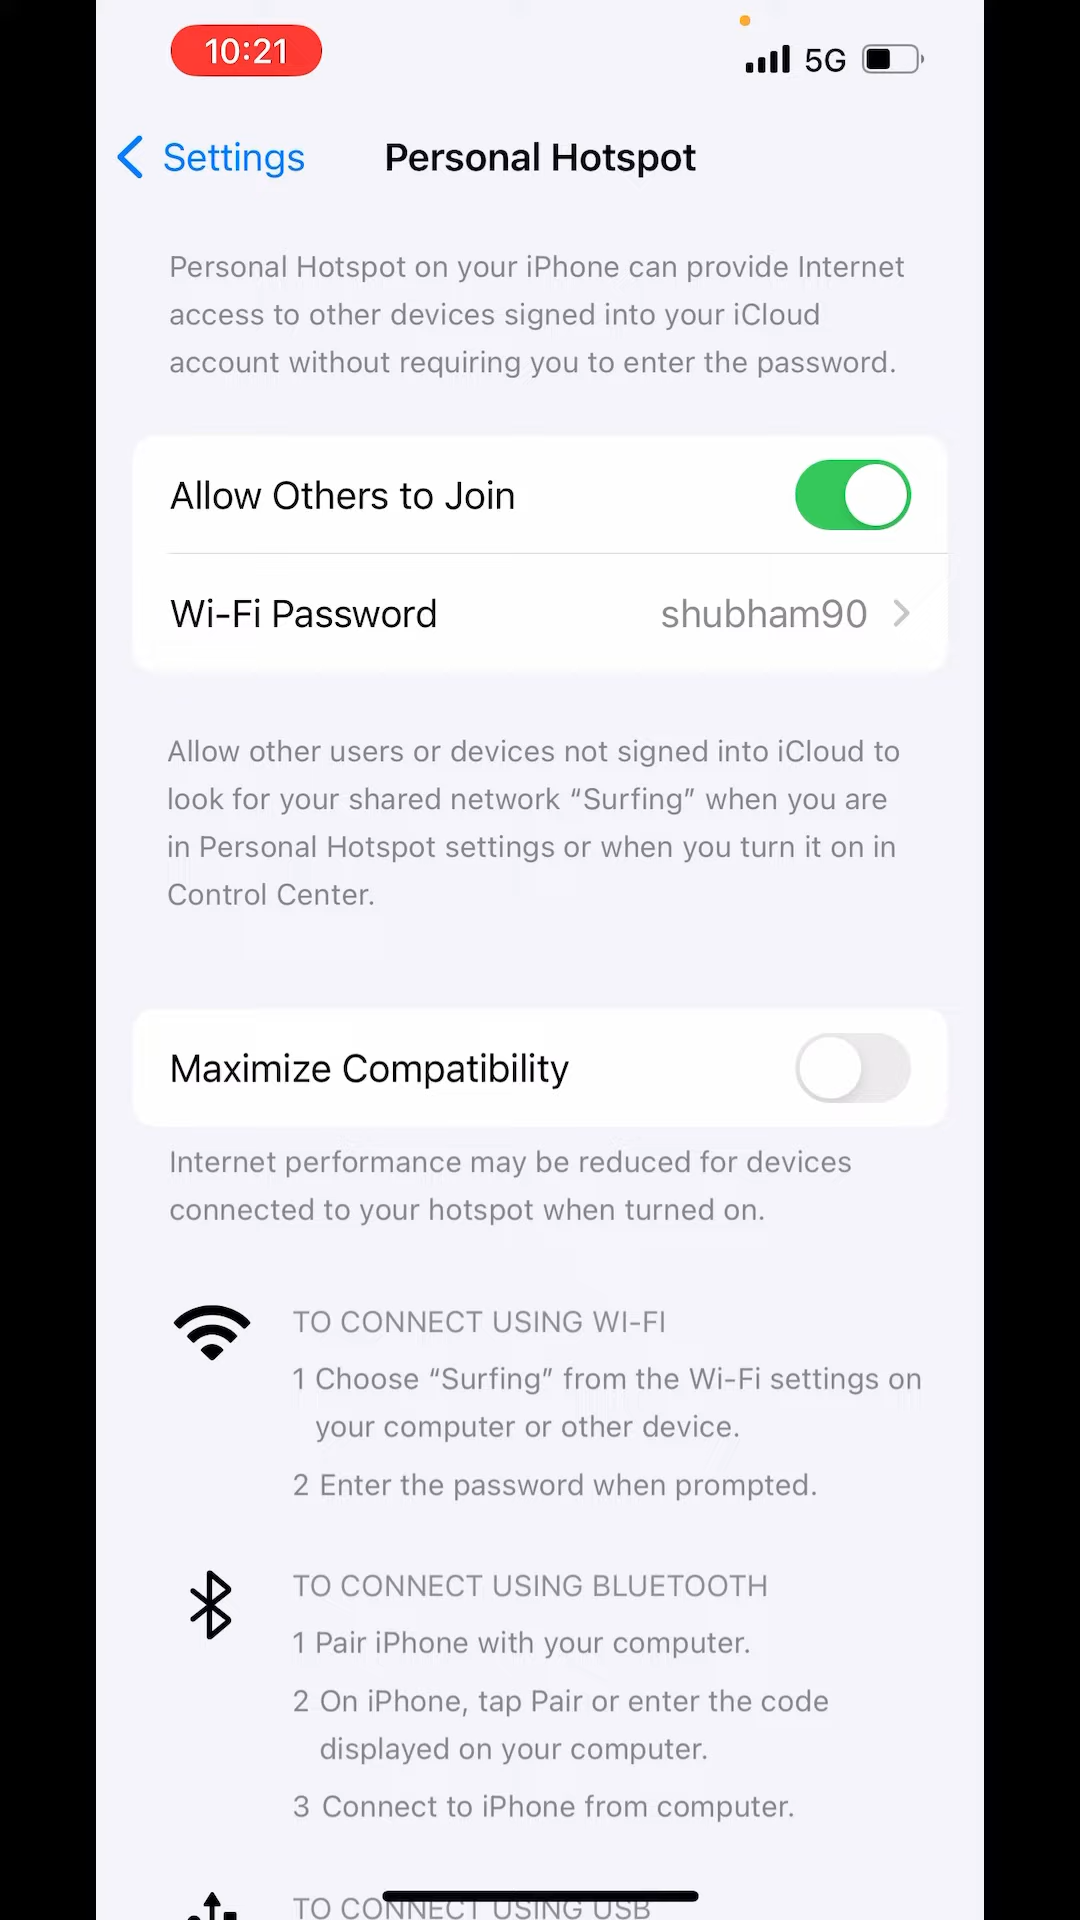 10:21
5G
Settings
Personal Hotspot
Personal Hotspot on your iPhone can provide Internet
access to other devices signed into your iCloud
account without requiring you to enter the password.
Allow Others to Join
Wi-Fi Password
shubham90
Allow other users or devices not signed into iCloud to
look for your shared network “Surfing” when you are
in Personal Hotspot settings or when you turn it on in
Control Center.
Maximize Compatibility
Internet performance may be reduced for devices
connected to your hotspot when turned on.
TO CONNECT USING WI-FI
1 Choose “Surfing” from the Wi-Fi settings on
your computer or other device.
2 Enter the password when prompted.
TO CONNECT USING BLUETOOTH
1 Pair iPhone with your computer.
2 On iPhone, tap Pair or enter the code
displayed on your computer.
3 Connect to iPhone from computer.
TO CONNECT USING USB